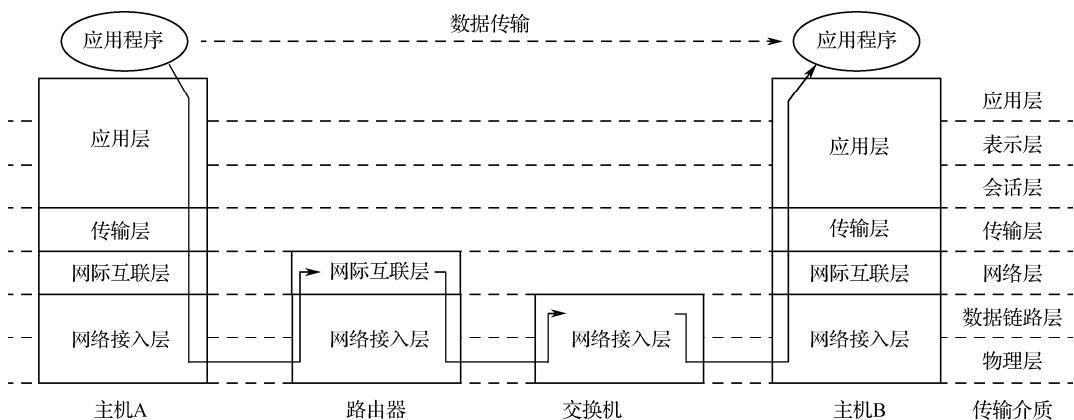 数据传输
应用程序
应用程序
应用层
应用层
应用层
表示层
会话层
传输层
传输层
传输层
网际互联层
网际互联层
网际互联层
网络层
网络接入层
网络接入层
网络接入层
网络接入层
数据链路层
物理层
主机A
路由器
交换机
主机B
传输介质